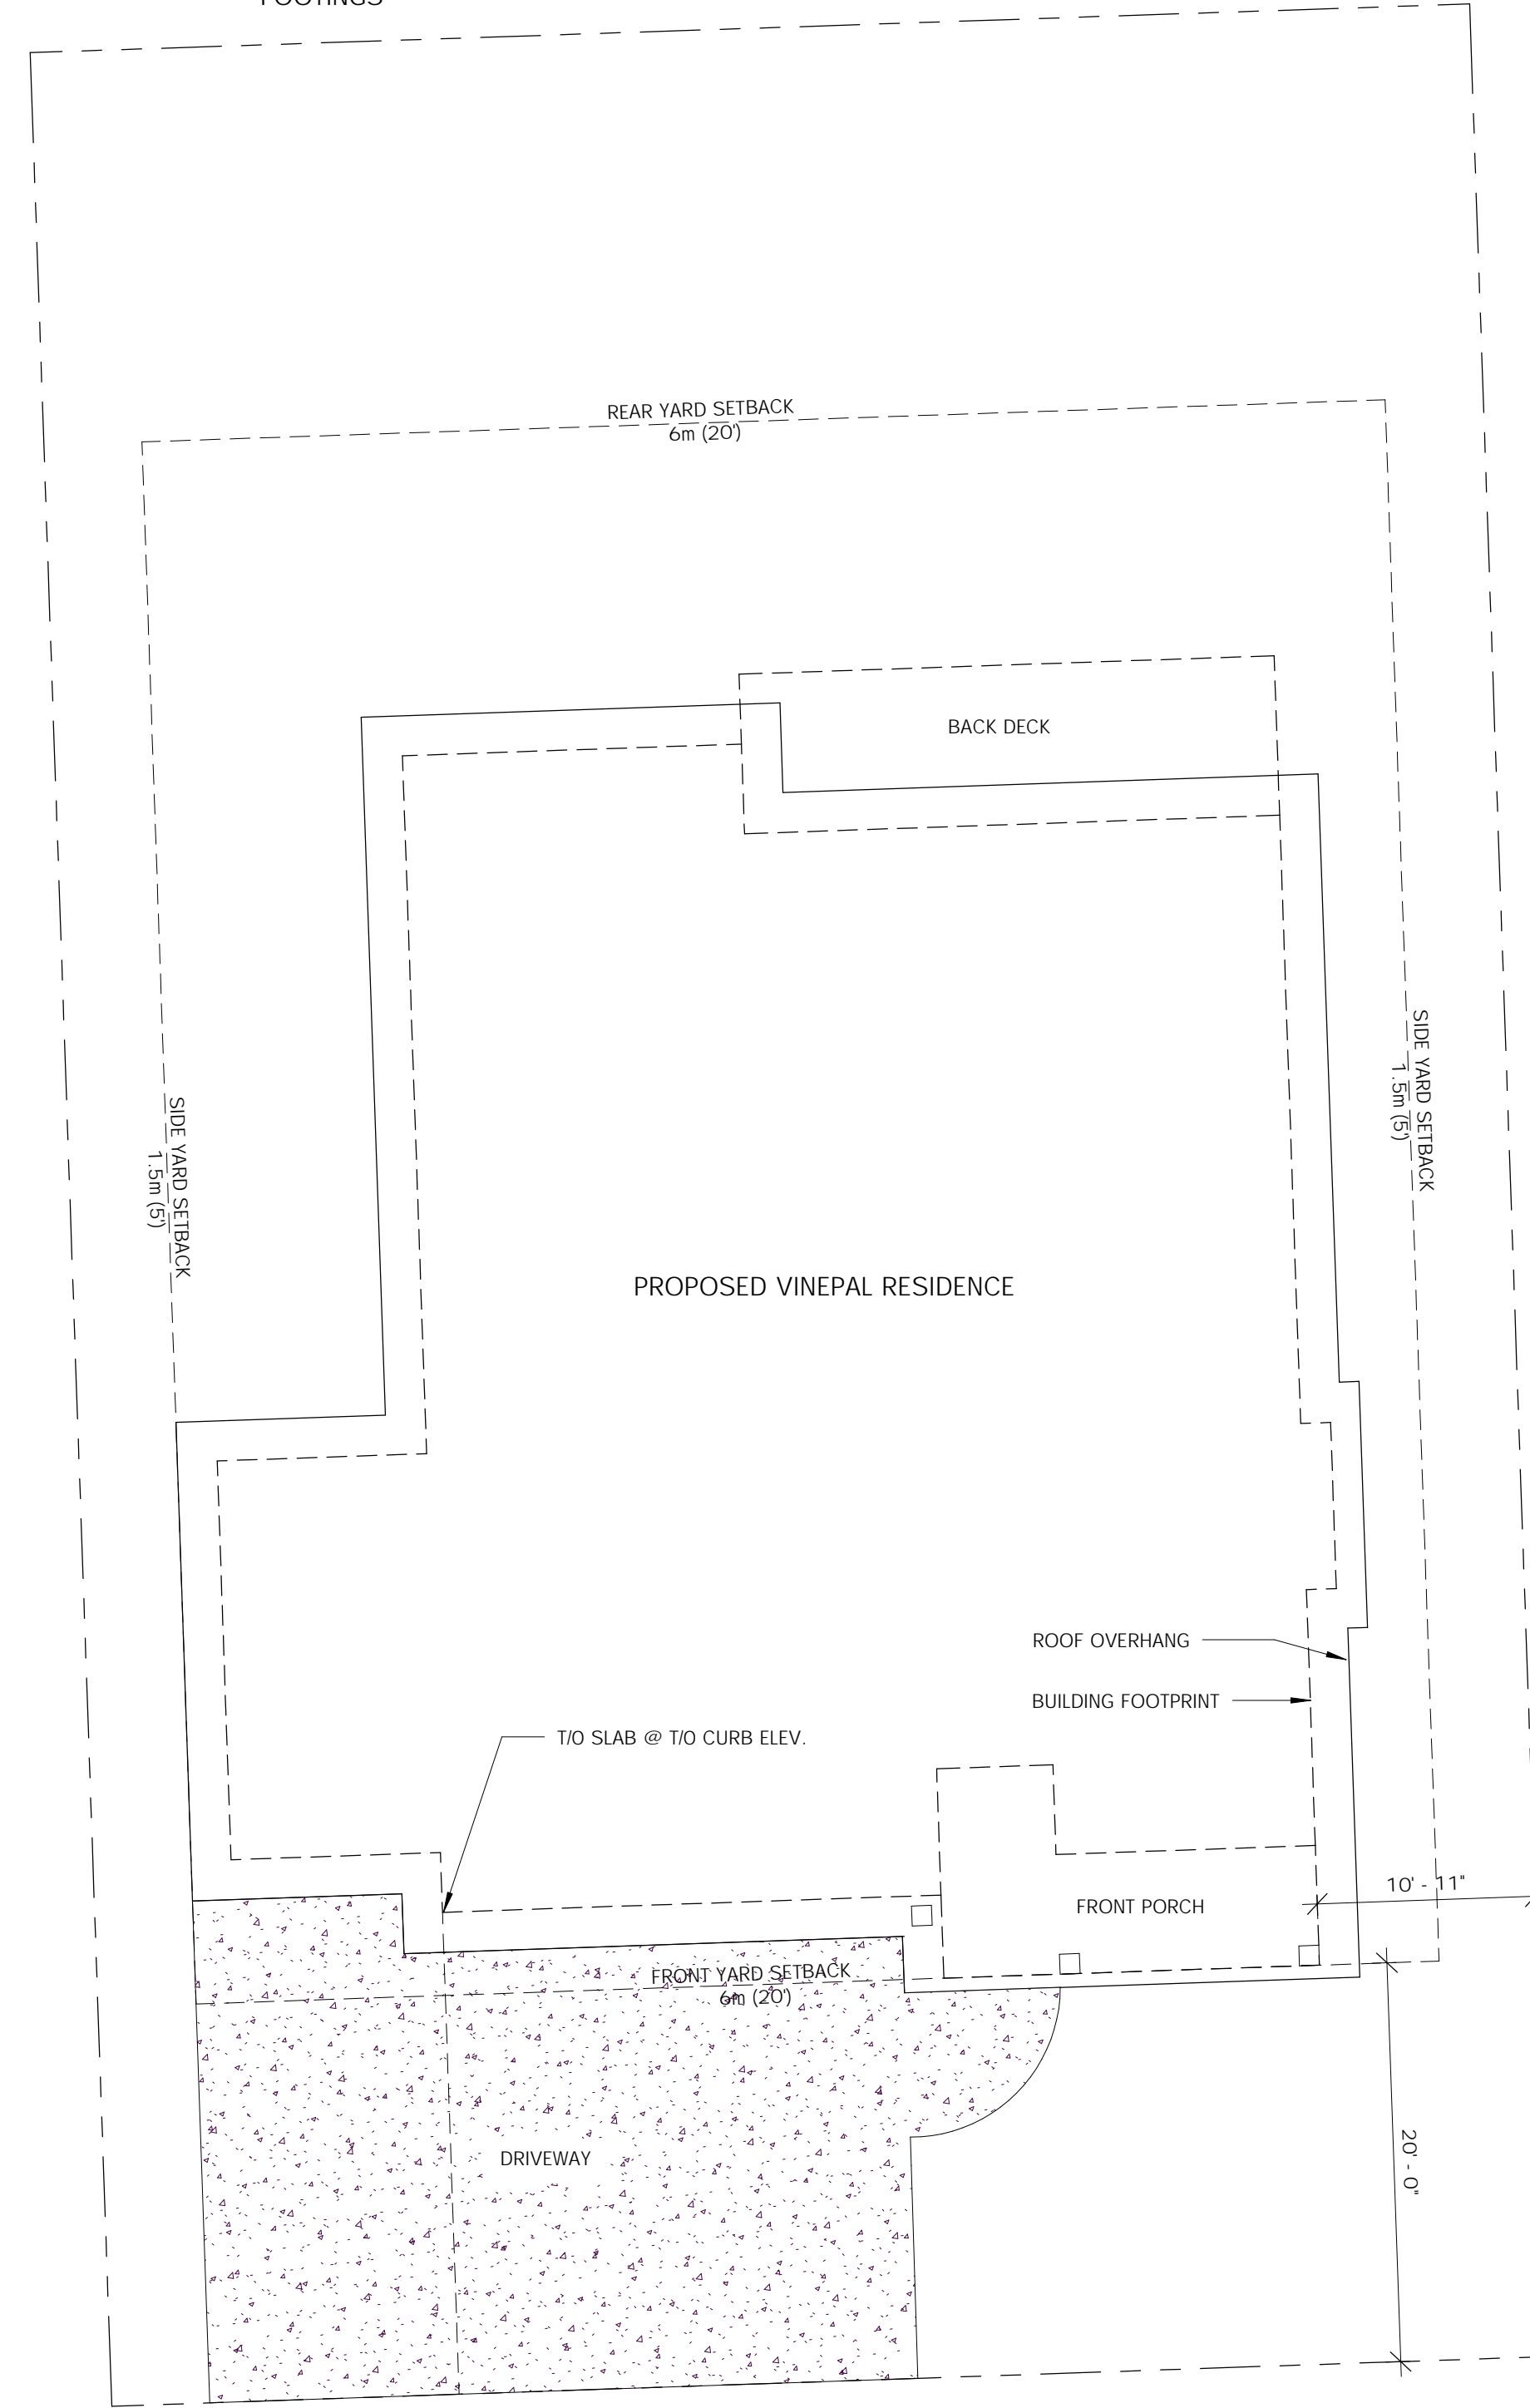 FOOTINGS
REAR YARD SETBACK
6m (20')
BACK DECK
SIDE YARD SETBACK
1.5m (5')
SIDE YARD SETBACK
1.5m (5')
PROPOSED VINEPAL RESIDENCE
ROOF OVERHANG
BUILDING FOOTPRINT
T/O SLAB @ T/O CURB ELEV.
10' - 11"
FRONT PORCH
FRONT YARD SETBACK
6m (20')
20' - 0"
DRIVEWAY